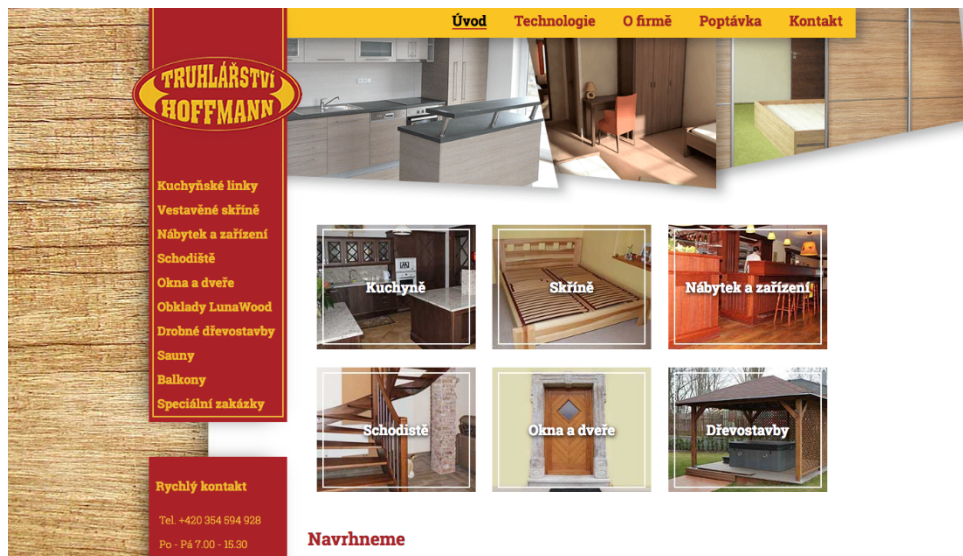 Úvod Technologie O firmě Poptávka Kontakt
TRUHLÁŘSTVÍ
HOFFMANN
Kuchyňské linky
Vestavěné skříně
Nábytek a zařízení
Schodiště
Okna a dveře
Obklady LunaWood
Drobné dřevostavby
Sauny
Balkony
Speciální zakázky
Rychlý kontakt
Tel. +420 354 594 928
Po - Pá 7.00 - 15.30
Kuchyně
Skříně
Nábytek a zařízení
Schodistě
Okna a dveře
Dřevostavby
Navrhneme